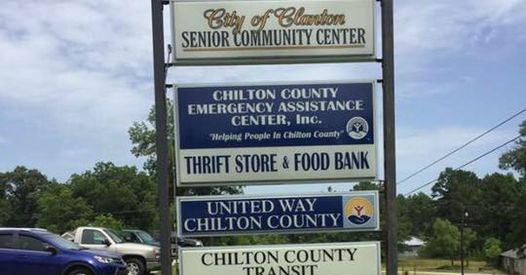 City of Clanton
SENIOR COMMUNITY CENTER
CHILTON COUNTY
EMERGENCY ASSISTANCE
CENTER, Inc.
"Helping People In Chilton County"
THRIFT STORE & FOOD BANK
UNITED WAY
CHILTON COUNTY
CHILTON COUNTY
TRANSIT